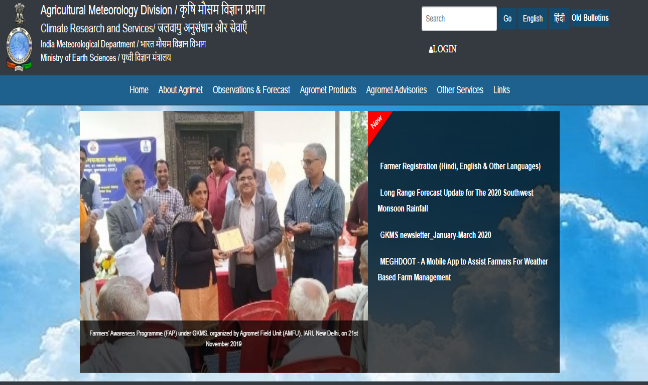 Agricultural Meteorology Division / कृषि मौसम विज्ञान प्रभाग
Climate Research and Services/ जलवायु अनुसंधान और सेवाएँ
India Meteorological Department / भारत मौसम विज्ञान विभाग
Ministry of Earth Sciences / पृथ्वी विज्ञान मंत्रालय
Search Go English हिंदी Old Bulletins
LOGIN
Home About Agrimet Observations & Forecast Agromet Products Agromet Advisories Other Services Links
New
Farmer Registration (Hindi, English & Other Languages)
Long Range Forecast Update for The 2020 Southwest
Monsoon Rainfall
GKMS newsletter_January-March 2020
MEGHDOOT - A Mobile App to Assist Farmers For Weather
Based Farm Management
Farmers' Awareness Programme (FAP) under GKMS, organized by Agromet Field Unit (AMFU), IARI, New Delhi, on 21st
November 2019